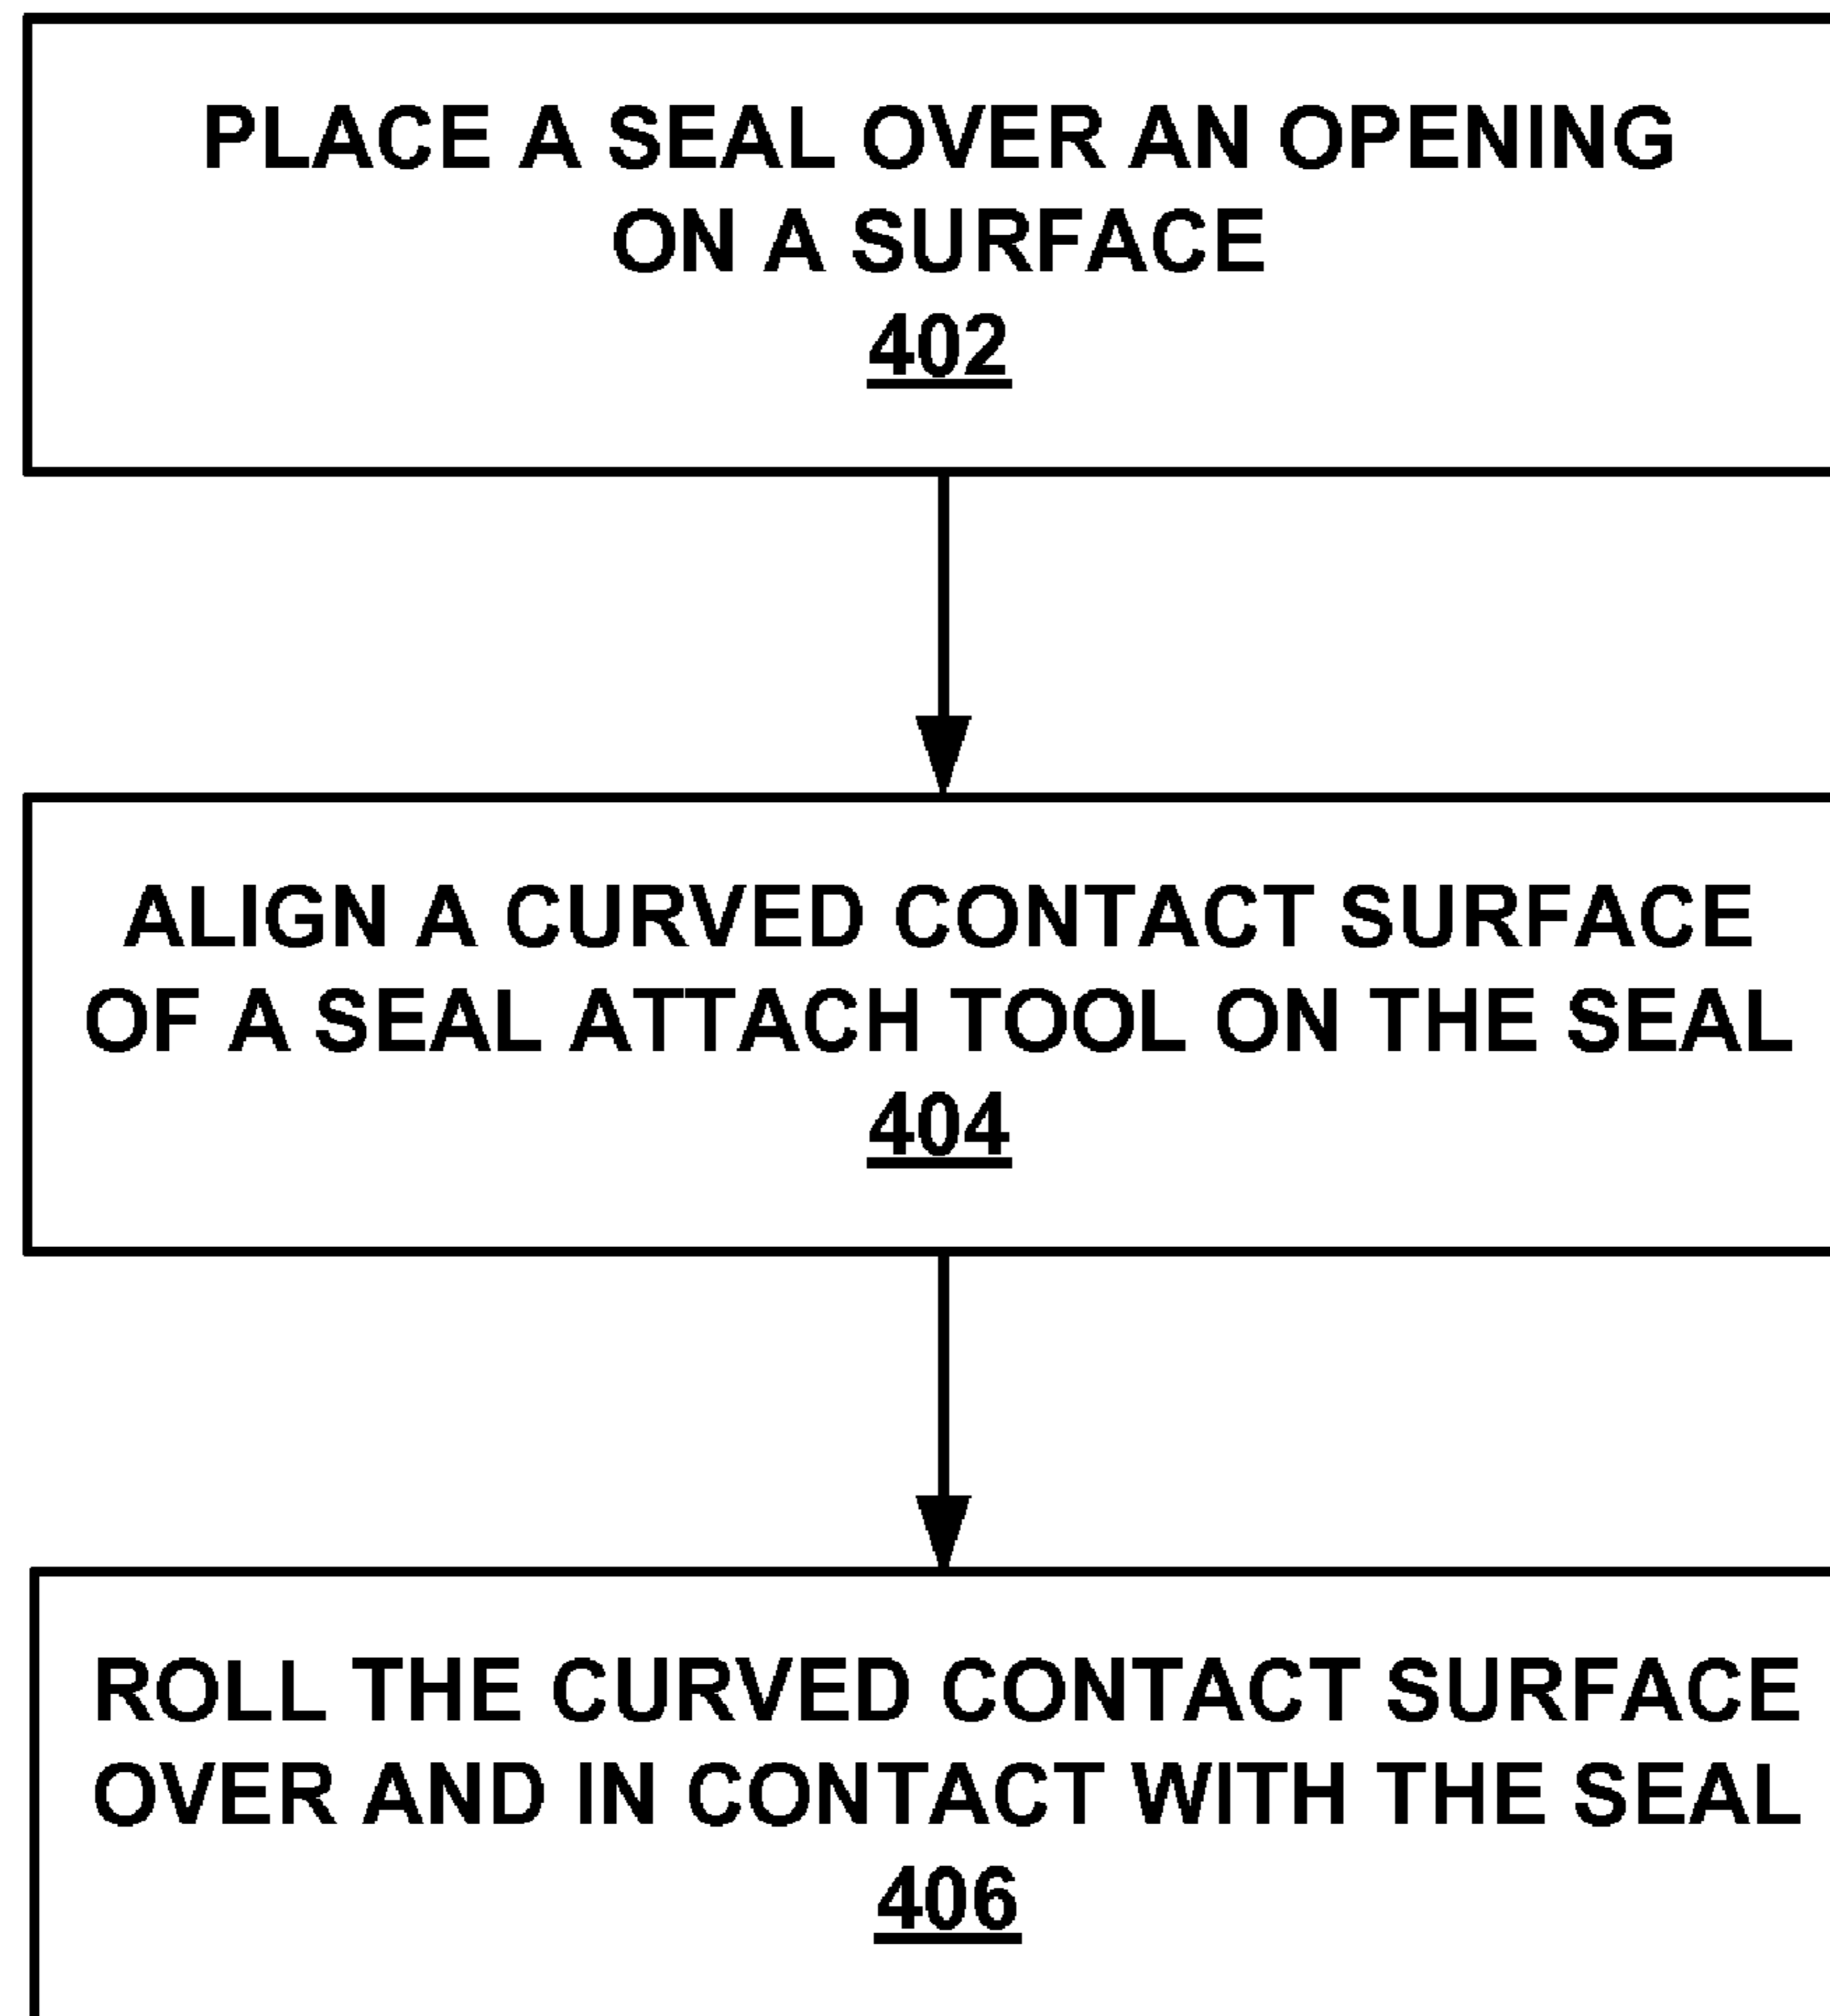 PLACE A SEAL OVER AN OPENING
ON A SURFACE
402
ALIGN A CURVED CONTACT SURFACE
OF A SEAL ATTACH TOOL ON THE SEAL
404
ROLL THE CURVED CONTACT SURFACE
OVER AND IN CONTACT WITH THE SEAL
406